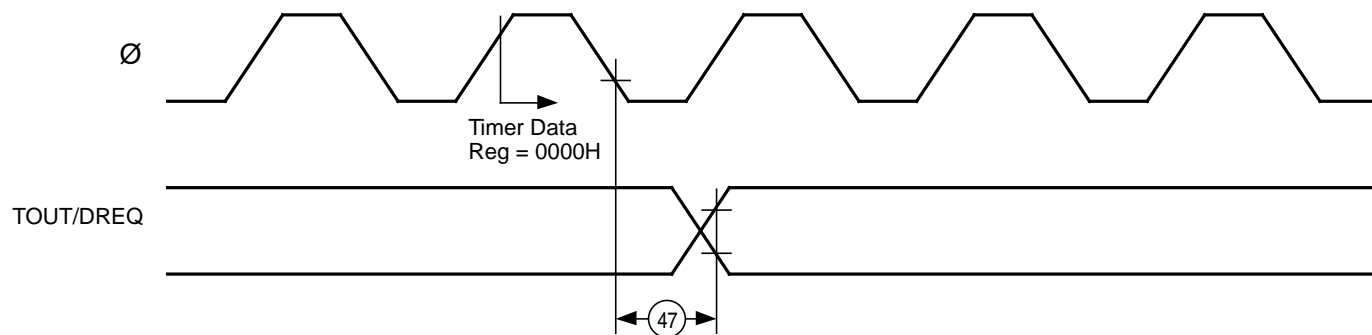 Ø
Timer Data
Reg = 0000H
TOUT/DREQ
47